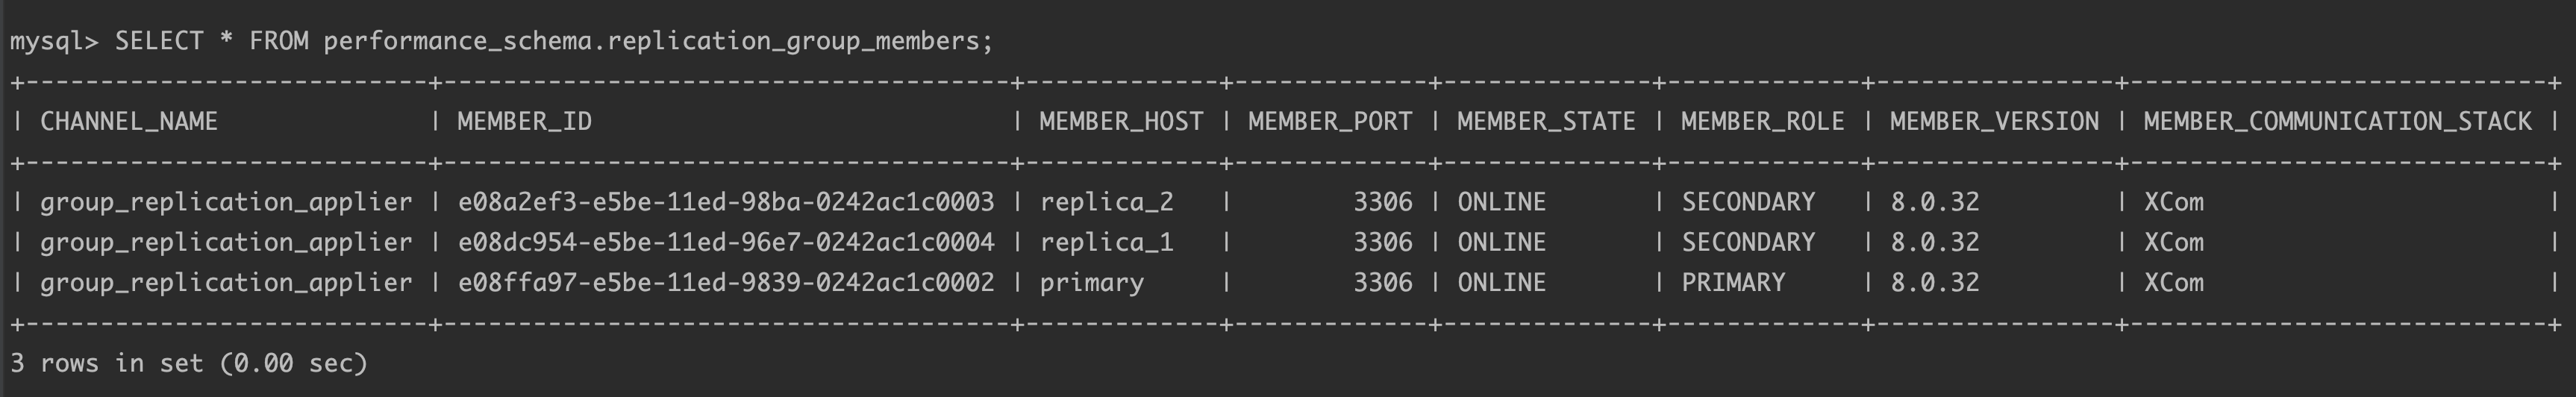 mysql> SELECT * FROM performance_schema.replication_group_members;
+---------------------------+--------------------------------------+-------------+-------------+--------------+-------------+----------------+----------------------------+
| CHANNEL_NAME              | MEMBER_ID                            | MEMBER_HOST | MEMBER_PORT | MEMBER_STATE | MEMBER_ROLE | MEMBER_VERSION | MEMBER_COMMUNICATION_STACK |
+---------------------------+--------------------------------------+-------------+-------------+--------------+-------------+----------------+----------------------------+
| group_replication_applier | e08a2ef3-e5be-11ed-98ba-0242ac1c0003 | replica_2   |        3306 | ONLINE       | SECONDARY   | 8.0.32         | XCom                       |
| group_replication_applier | e08dc954-e5be-11ed-96e7-0242ac1c0004 | replica_1   |        3306 | ONLINE       | SECONDARY   | 8.0.32         | XCom                       |
| group_replication_applier | e08ffa97-e5be-11ed-9839-0242ac1c0002 | primary     |        3306 | ONLINE       | PRIMARY     | 8.0.32         | XCom                       |
+---------------------------+--------------------------------------+-------------+-------------+--------------+-------------+----------------+----------------------------+
3 rows in set (0.00 sec)